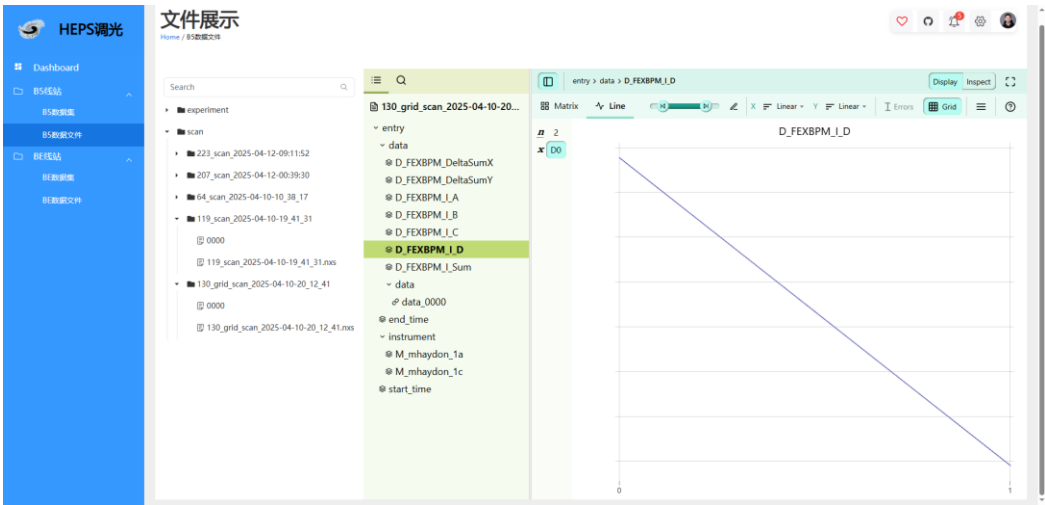 HEPS调光
Dashboard
B5线站
B5数据集
B5数据文件
BE线站
BE数据集
BE数据文件
文件展示
Home / B5数据文件
5
Search
experiment
scan
223_scan_2025-04-12-09:11:52
207_scan_2025-04-12-00:39:30
64_scan_2025-04-10-10_38_17
119_scan_2025-04-10-19_41_31
0000
119_scan_2025-04-10-19_41_31.nxs
130_grid_scan_2025-04-10-20_12_41
0000
130_grid_scan_2025-04-10-20_12_41.nxs
130_grid_scan_2025-04-10-20...
entry
data
D_FEXBPM_DeltaSumX
D_FEXBPM_DeltaSumY
D_FEXBPM_I_A
D_FEXBPM_I_B
D_FEXBPM_I_C
D_FEXBPM_I_D
D_FEXBPM_I_Sum
data
data_0000
end_time
instrument
M_mhaydon_1a
M_mhaydon_1c
start_time
entry > data > D_FEXBPM_I_D
Display Inspect
Matrix Line X Linear Y Linear Errors Grid
n 2
x D0
D_FEXBPM_I_D
0 1